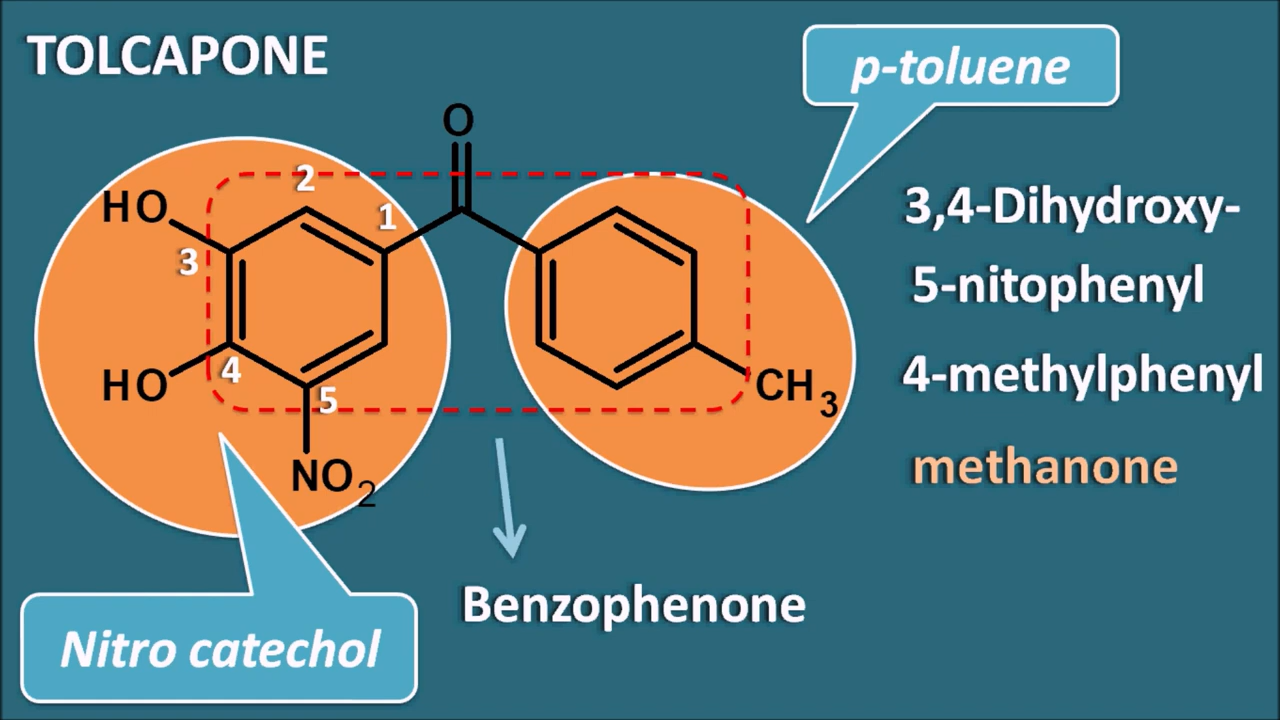 TOLCAPONE
p-toluene
O
2
1
HO
3
HO
4
5
CH3
NO2
3,4-Dihydroxy-
5-nitophenyl
4-methylphenyl
methanone
Benzophenone
Nitro catechol